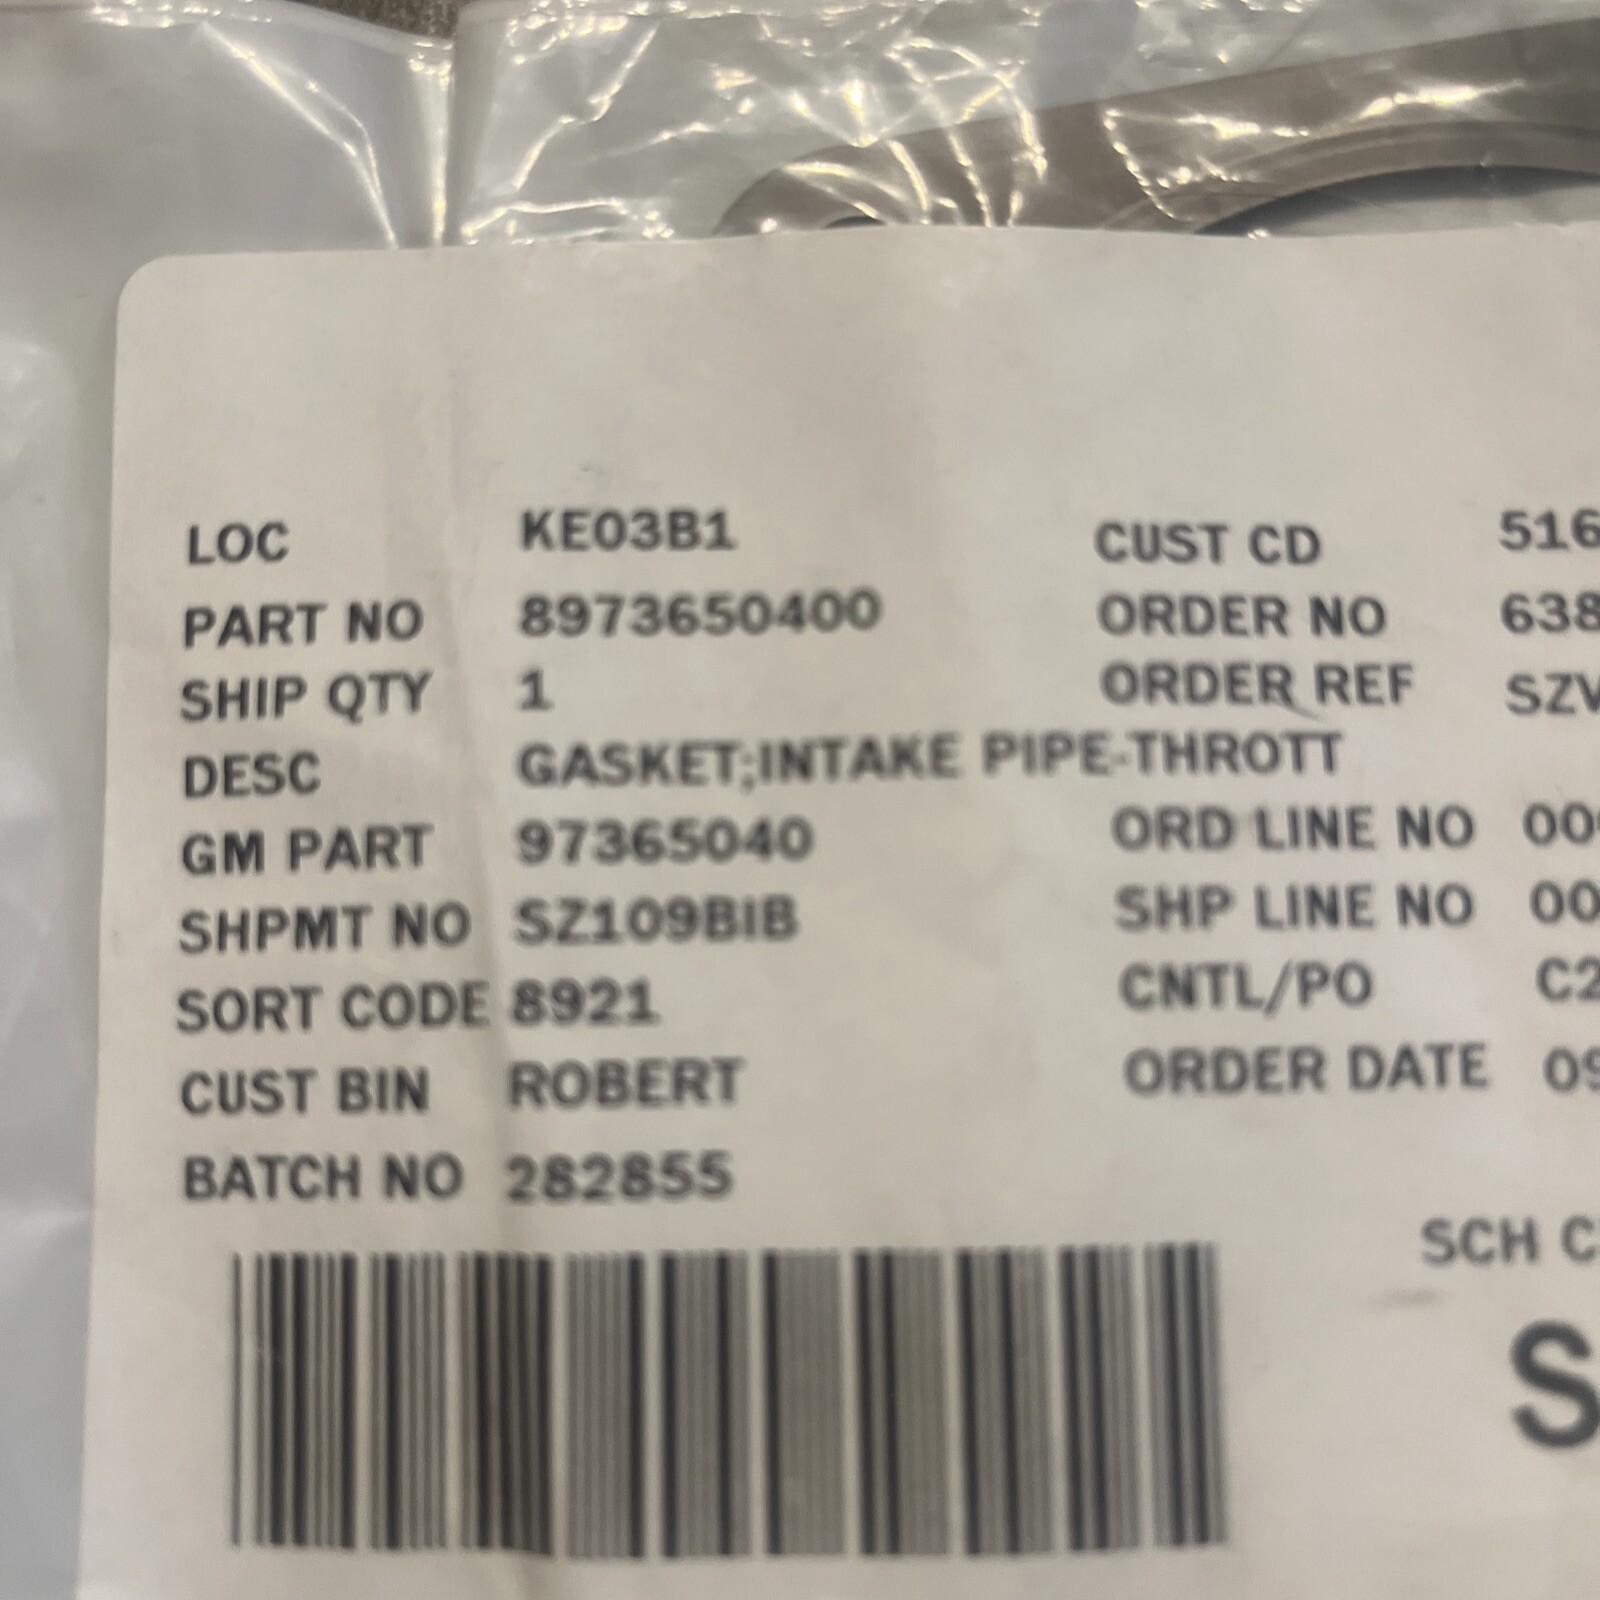 LOC KE03B1 CUST CD 516
PART NO 8973650400 ORDER NO 638
SHIP QTY 1 ORDER REF SZV
DESC GASKET;INTAKE PIPE-THROTT
GM PART 97365040 ORD LINE NO 00
SHPMT NO SZ109BIB SHP LINE NO 00
SORT CODE 8921 CNTL/PO C2
CUST BIN ROBERT ORDER DATE 09
BATCH NO 282855
SCH C
S